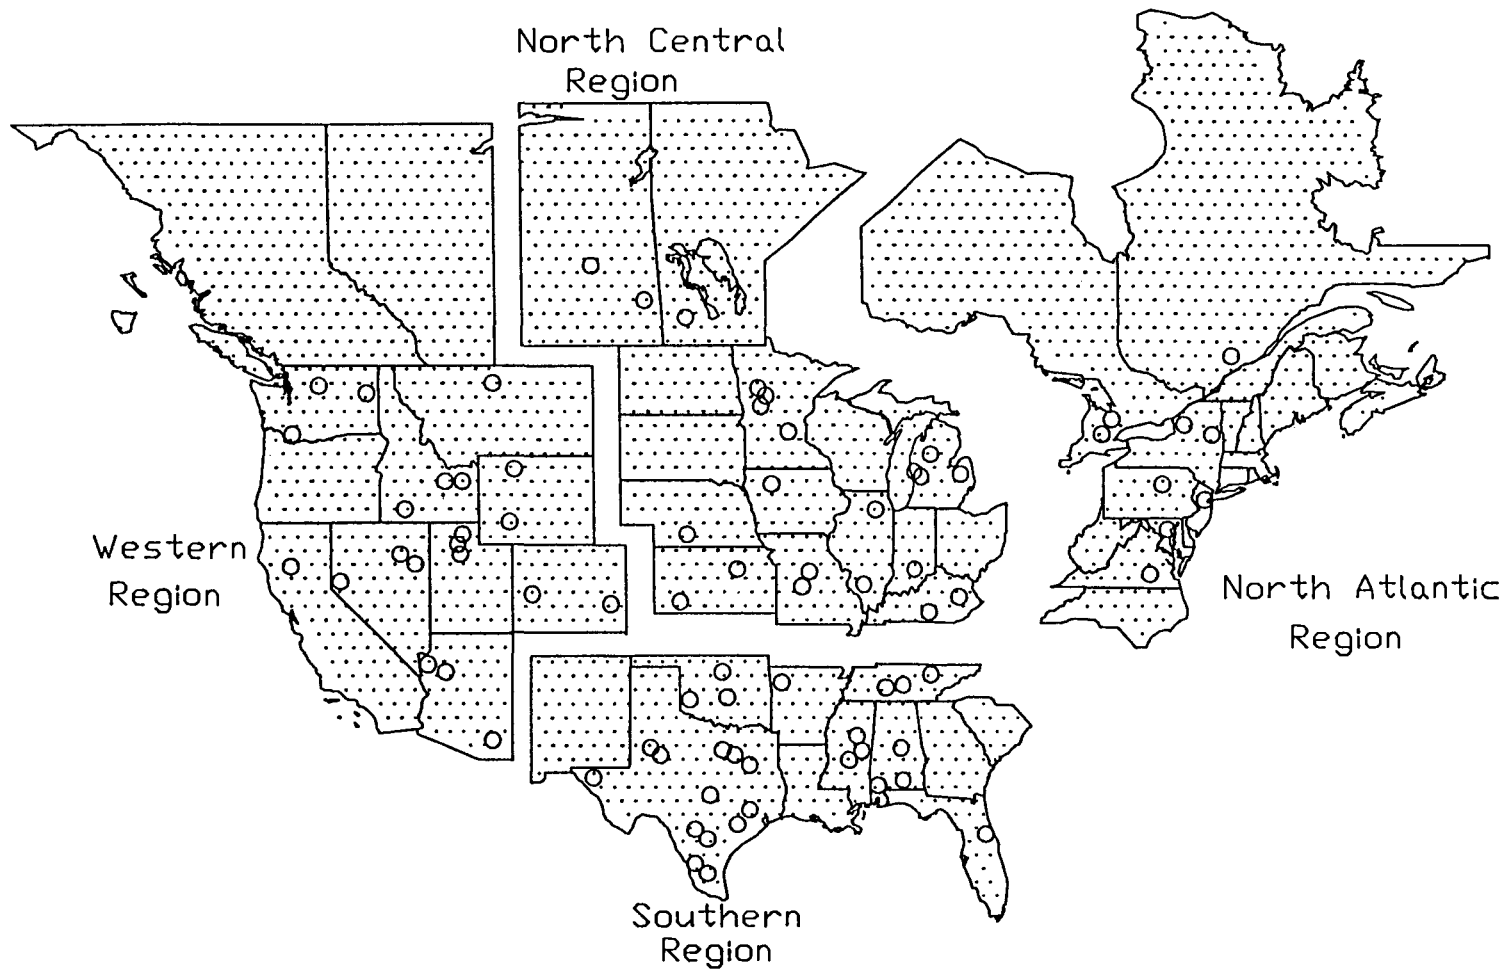 North Central
Region
Western
Region
North Atlantic
Region
Southern
Region